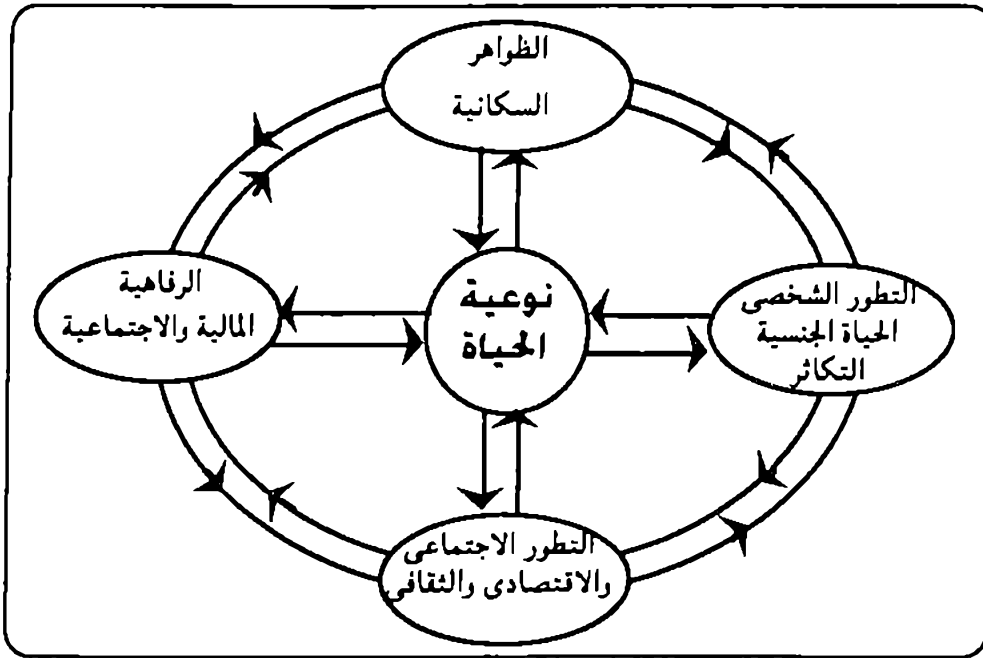 الظواهر
السكانية
نوعية
الحياة
التطور الشخصى
الحياة الجنسية
التكاثر
الرفاهية
المالية والاجتماعية
التطور الاجتماعى
والاقتصادى والثقافى